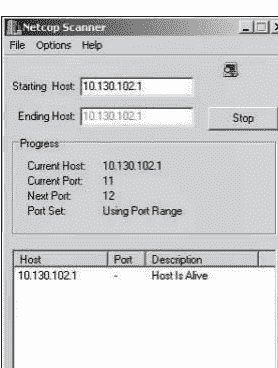 Netcop Scanner
File Options Help
Starting Host: 10.130.102.1
Ending Host: 10.130.102.1
Stop
Progress
Current Host: 10.130.102.1
Current Port: 11
Next Port: 12
Port Set: Using Port Range
Host Port Description
10.130.102.1 - Host Is Alive